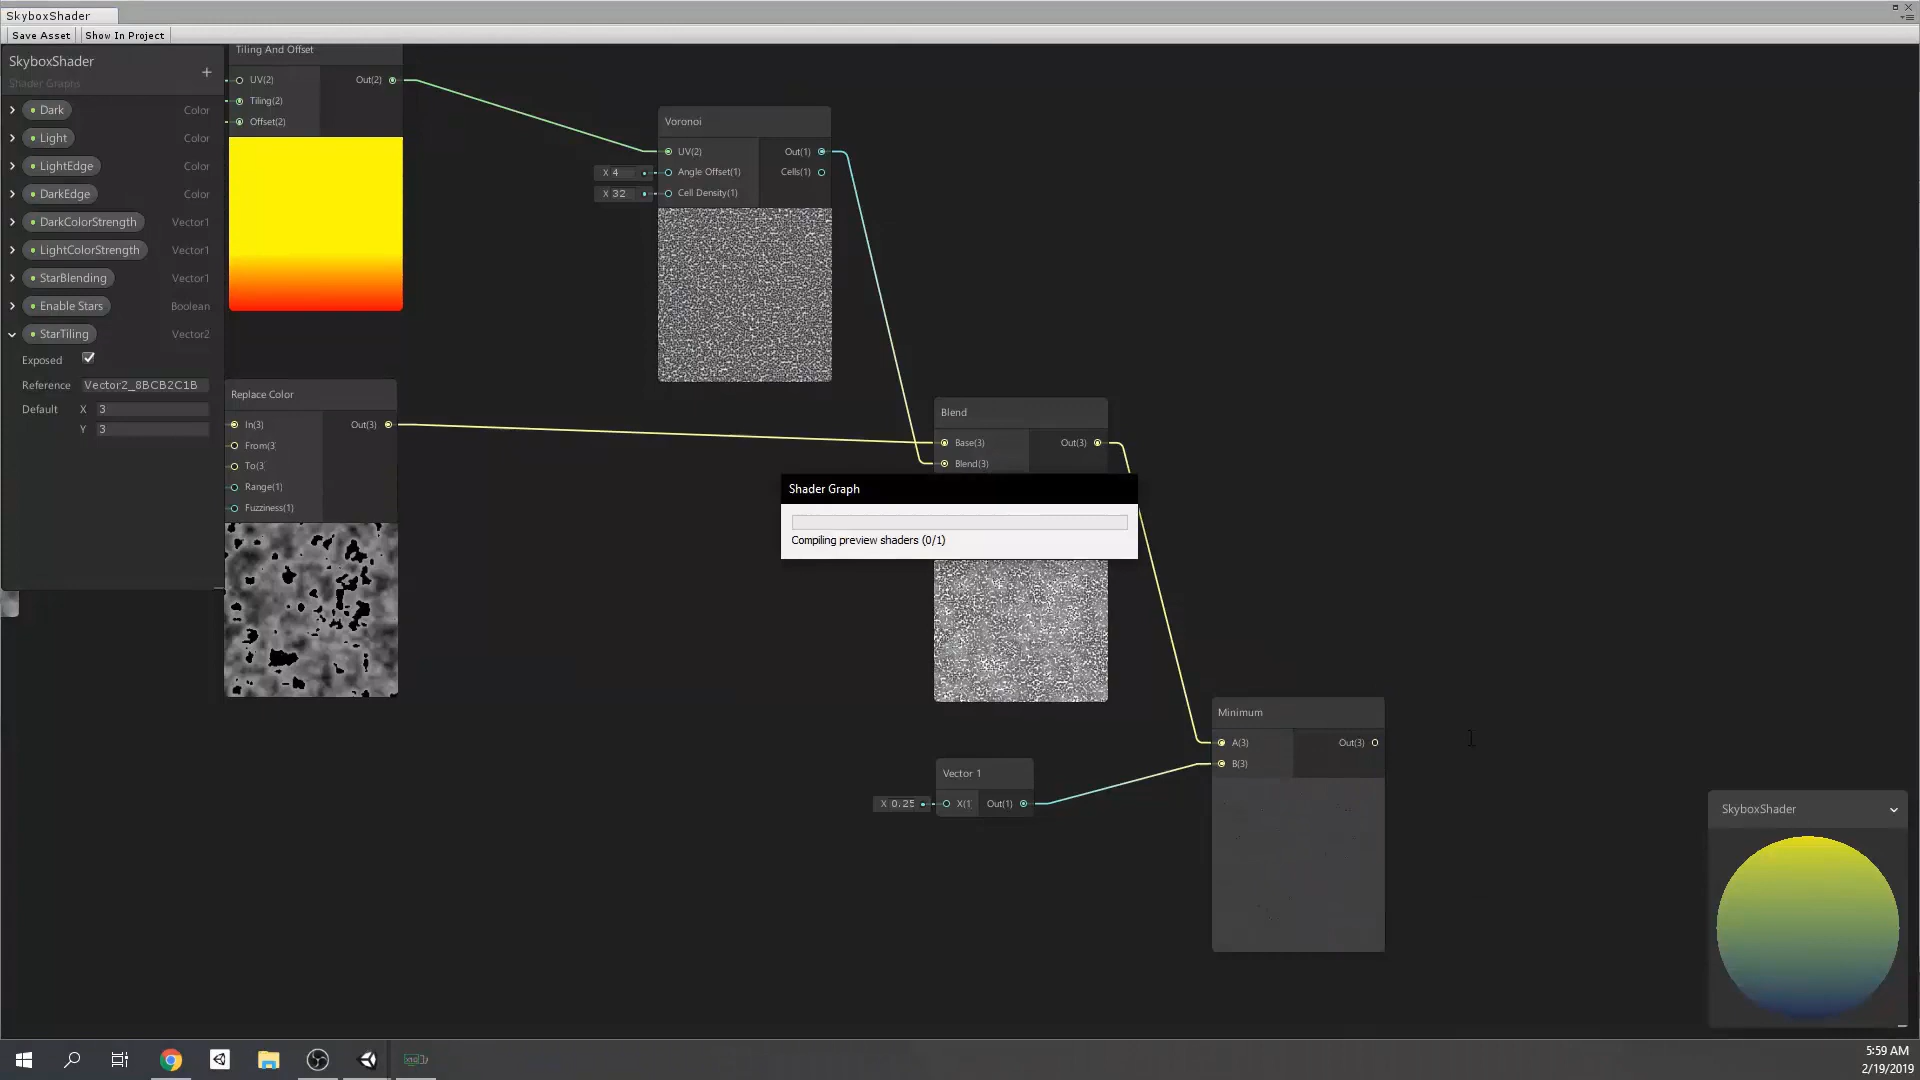 SkyboxShader
Save Asset
Show In Project
SkyboxShader
Shader Graphs
Dark Color
Light Color
LightEdge Color
DarkEdge Color
DarkColorStrength Vector1
LightColorStrength Vector1
StarBlending Vector1
Enable Stars Boolean
StarTiling Vector2
Exposed
Reference Vector2_8BCB2C1B
Default X 3
Y 3
Tiling And Offset
UV(2) Out(2)
Tiling(2)
Offset(2)
Voronoi
UV(2) Out(1)
X 4 Angle Offset(1) Cells(1)
X 32 Cell Density(1)
Replace Color
In(3) Out(3)
From(3
To(3
Range(1)
Fuzziness(1)
Blend
Base(3) Out(3)
Blend(3)
Shader Graph
Compiling preview shaders (0/1)
Minimum
A(3) Out(3)
B(3)
Vector 1
X 0.25 X(1 Out(1)
SkyboxShader
5:59 AM
2/19/2019